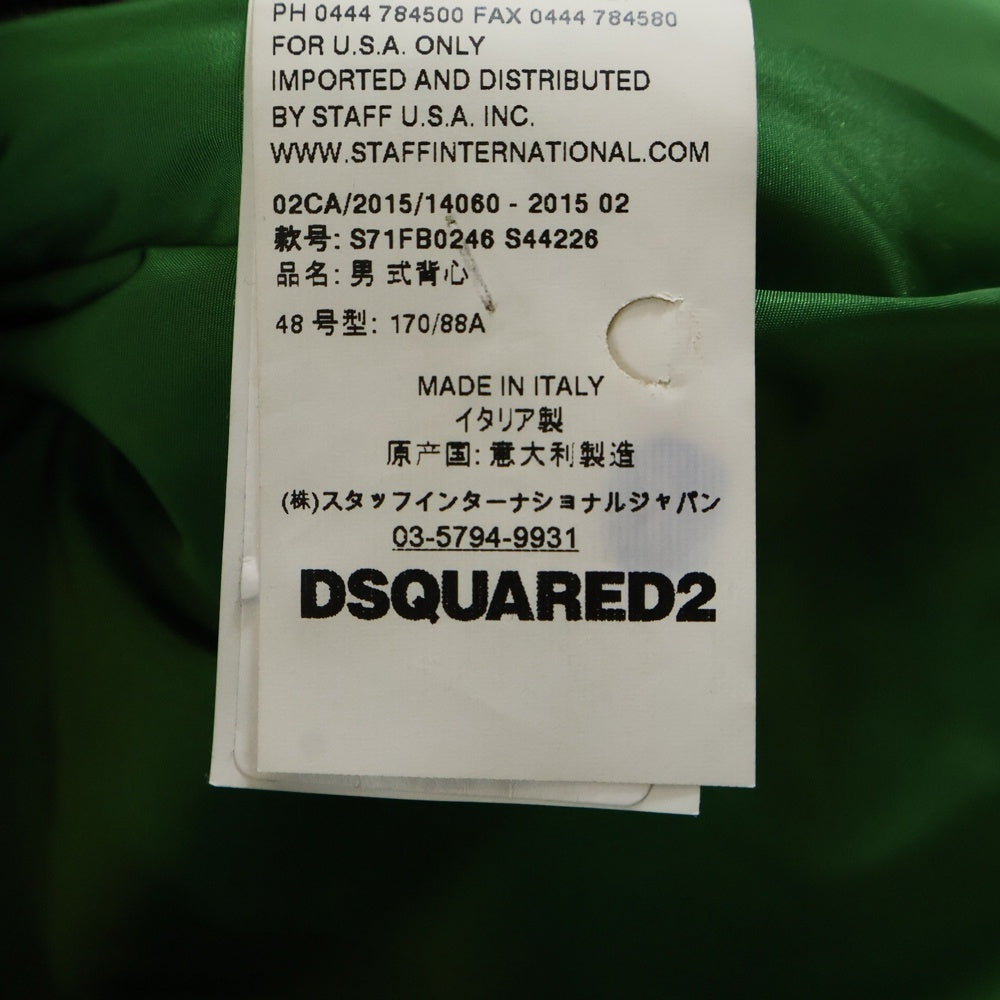 PH 0444 784500 FAX 0444 784580
FOR U.S.A. ONLY
IMPORTED AND DISTRIBUTED
BY STAFF U.S.A. INC.
WWW.STAFFINTERNATIONAL.COM
02CA/2015/14060 - 2015 02
款号: S71FB0246 S44226
品名: 男 式背心
48 号型: 170/88A
MADE IN ITALY
イタリア製
原产国: 意大利製造
(株)スタッフインターナショナルジャパン
03-5794-9931
DSQUARED2